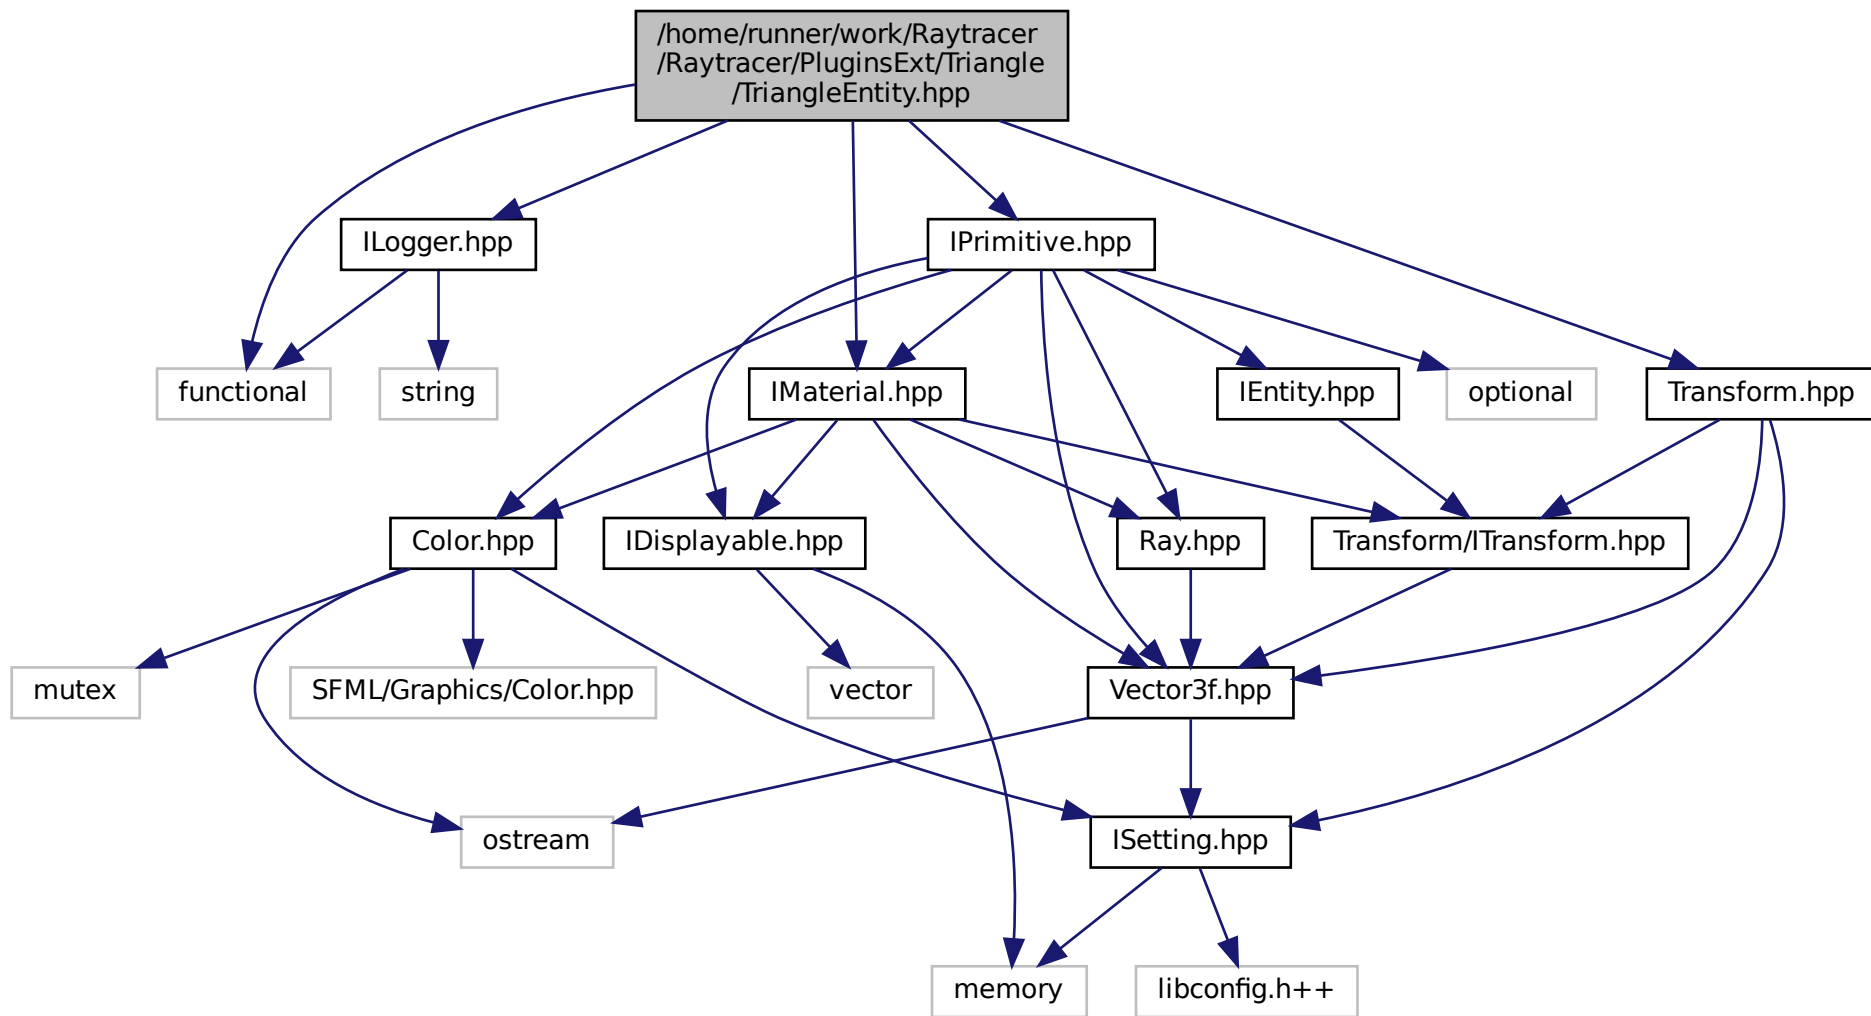 /home/runner/work/Raytracer
/Raytracer/PluginsExt/Triangle
/TriangleEntity.hpp
ILogger.hpp
IPrimitive.hpp
functional
string
IMaterial.hpp
IEntity.hpp
optional
Transform.hpp
Color.hpp
IDisplayable.hpp
Ray.hpp
Transform/ITransform.hpp
mutex
SFML/Graphics/Color.hpp
vector
Vector3f.hpp
ostream
ISetting.hpp
memory
libconfig.h++